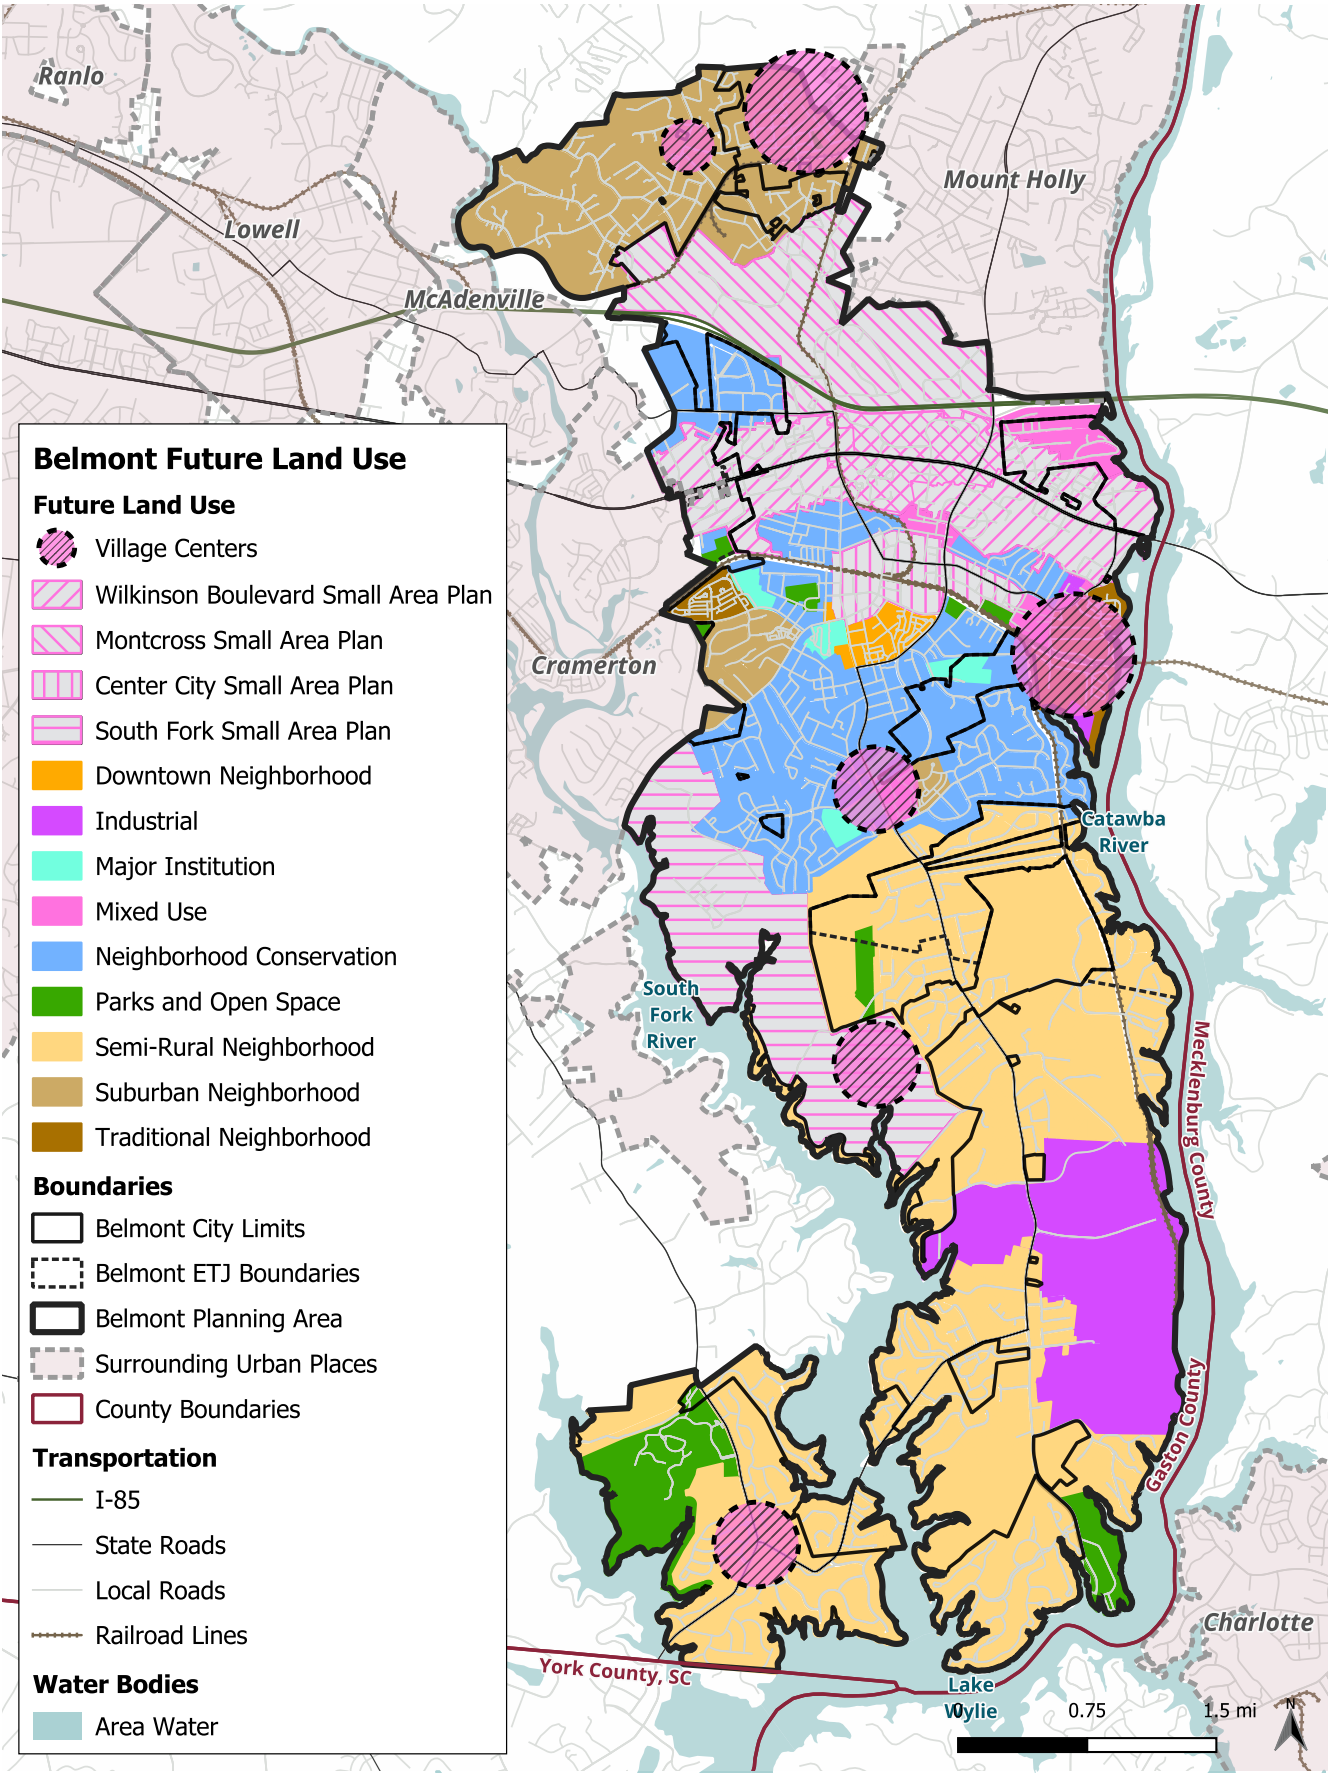 Ranlo
Mount Holly
Lowell
McAdenville
Cramerton
Belmont Future Land Use
Future Land Use
Village Centers
Wilkinson Boulevard Small Area Plan
Montcross Small Area Plan
Center City Small Area Plan
South Fork Small Area Plan
Downtown Neighborhood
Industrial
Major Institution
Mixed Use
Neighborhood Conservation
Parks and Open Space
Semi-Rural Neighborhood
Suburban Neighborhood
Traditional Neighborhood
Boundaries
Belmont City Limits
Belmont ETJ Boundaries
Belmont Planning Area
Surrounding Urban Places
County Boundaries
Transportation
I-85
State Roads
Local Roads
Railroad Lines
Water Bodies
Area Water
Catawba
River
South
Fork
River
Mecklenburg County
Gaston County
Charlotte
York County, SC
Lake
Wylie
0 0.75 1.5 mi
N